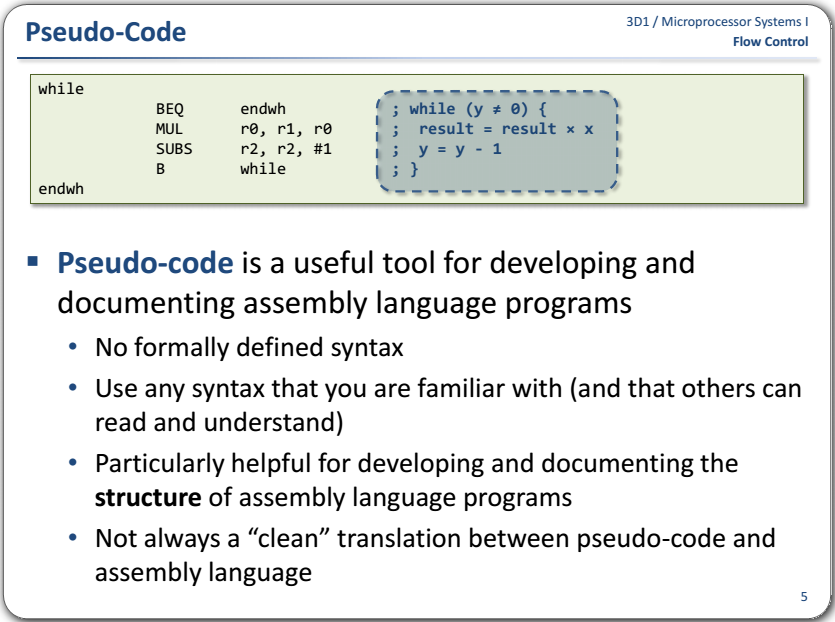 Pseudo-Code
3D1 / Microprocessor Systems I
Flow Control
while
BEQ endwh ; while (y ≠ 0) {
MUL r0, r1, r0 ; result = result × x
SUBS r2, r2, #1 ; y = y - 1
B while ; }
endwh
Pseudo-code is a useful tool for developing and
documenting assembly language programs
No formally defined syntax
Use any syntax that you are familiar with (and that others can
read and understand)
Particularly helpful for developing and documenting the
structure of assembly language programs
Not always a “clean” translation between pseudo-code and
assembly language
5